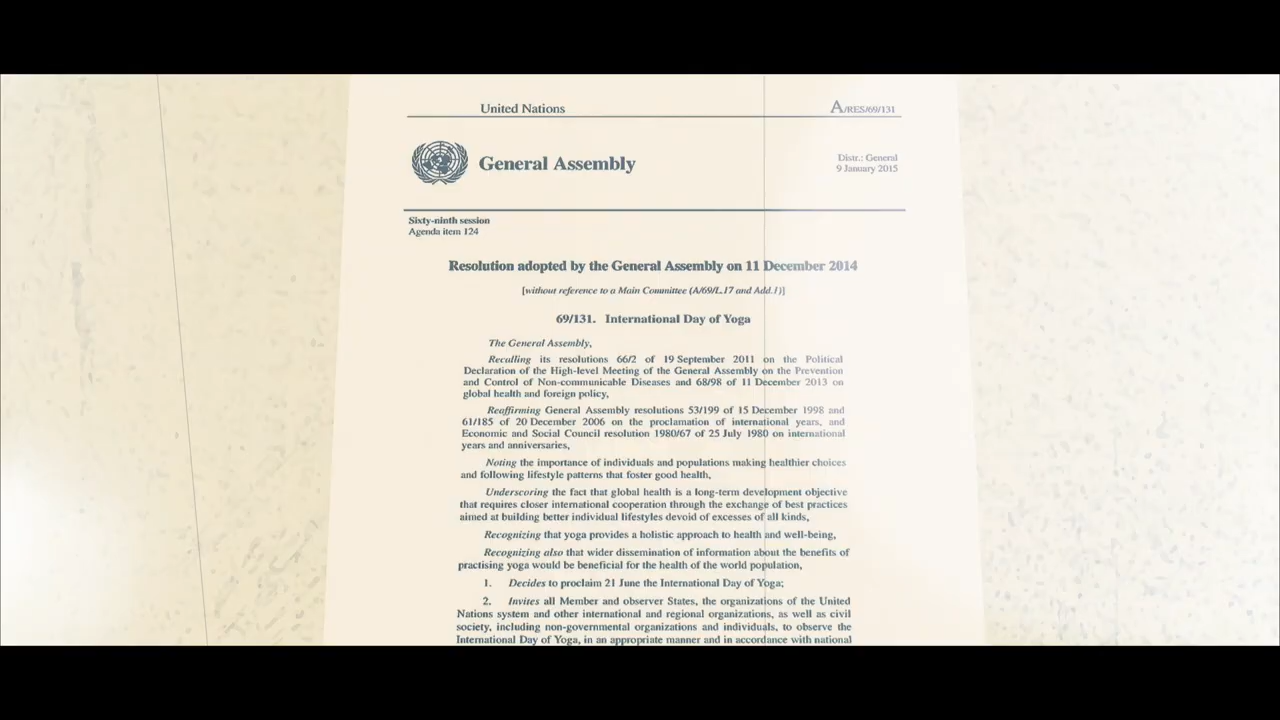 United Nations
A/RES/69/131
General Assembly
Distr.: General
9 January 2015
Sixty-ninth session
Agenda item 124
Resolution adopted by the General Assembly on 11 December 2014
[without reference to a Main Committee (A/69/L.17 and Add.1)]
69/131. International Day of Yoga
The General Assembly,
Recalling its resolutions 66/2 of 19 September 2011 on the Political
Declaration of the High-level Meeting of the General Assembly on the Prevention
and Control of Non-communicable Diseases and 68/98 of 11 December 2013 on
global health and foreign policy,
Reaffirming General Assembly resolutions 53/199 of 15 December 1998 and
61/185 of 20 December 2006 on the proclamation of international years, and
Economic and Social Council resolution 1980/67 of 25 July 1980 on international
years and anniversaries,
Noting the importance of individuals and populations making healthier choices
and following lifestyle patterns that foster good health,
Underscoring the fact that global health is a long-term development objective
that requires closer international cooperation through the exchange of best practices
aimed at building better individual lifestyles devoid of excesses of all kinds,
Recognizing that yoga provides a holistic approach to health and well-being,
Recognizing also that wider dissemination of information about the benefits of
practising yoga would be beneficial for the health of the world population,
1. Decides to proclaim 21 June the International Day of Yoga;
2. Invites all Member and observer States, the organizations of the United
Nations system and other international and regional organizations, as well as civil
society, including non-governmental organizations and individuals, to observe the
International Day of Yoga, in an appropriate manner and in accordance with national